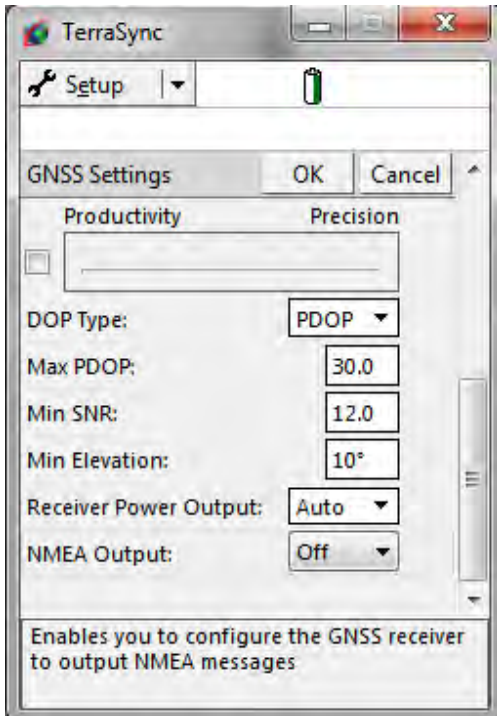 TerraSync
Setup
GNSS Settings OK Cancel
Productivity Precision
DOP Type: PDOP
Max PDOP: 30.0
Min SNR: 12.0
Min Elevation: 10°
Receiver Power Output: Auto
NMEA Output: Off
Enables you to configure the GNSS receiver
to output NMEA messages